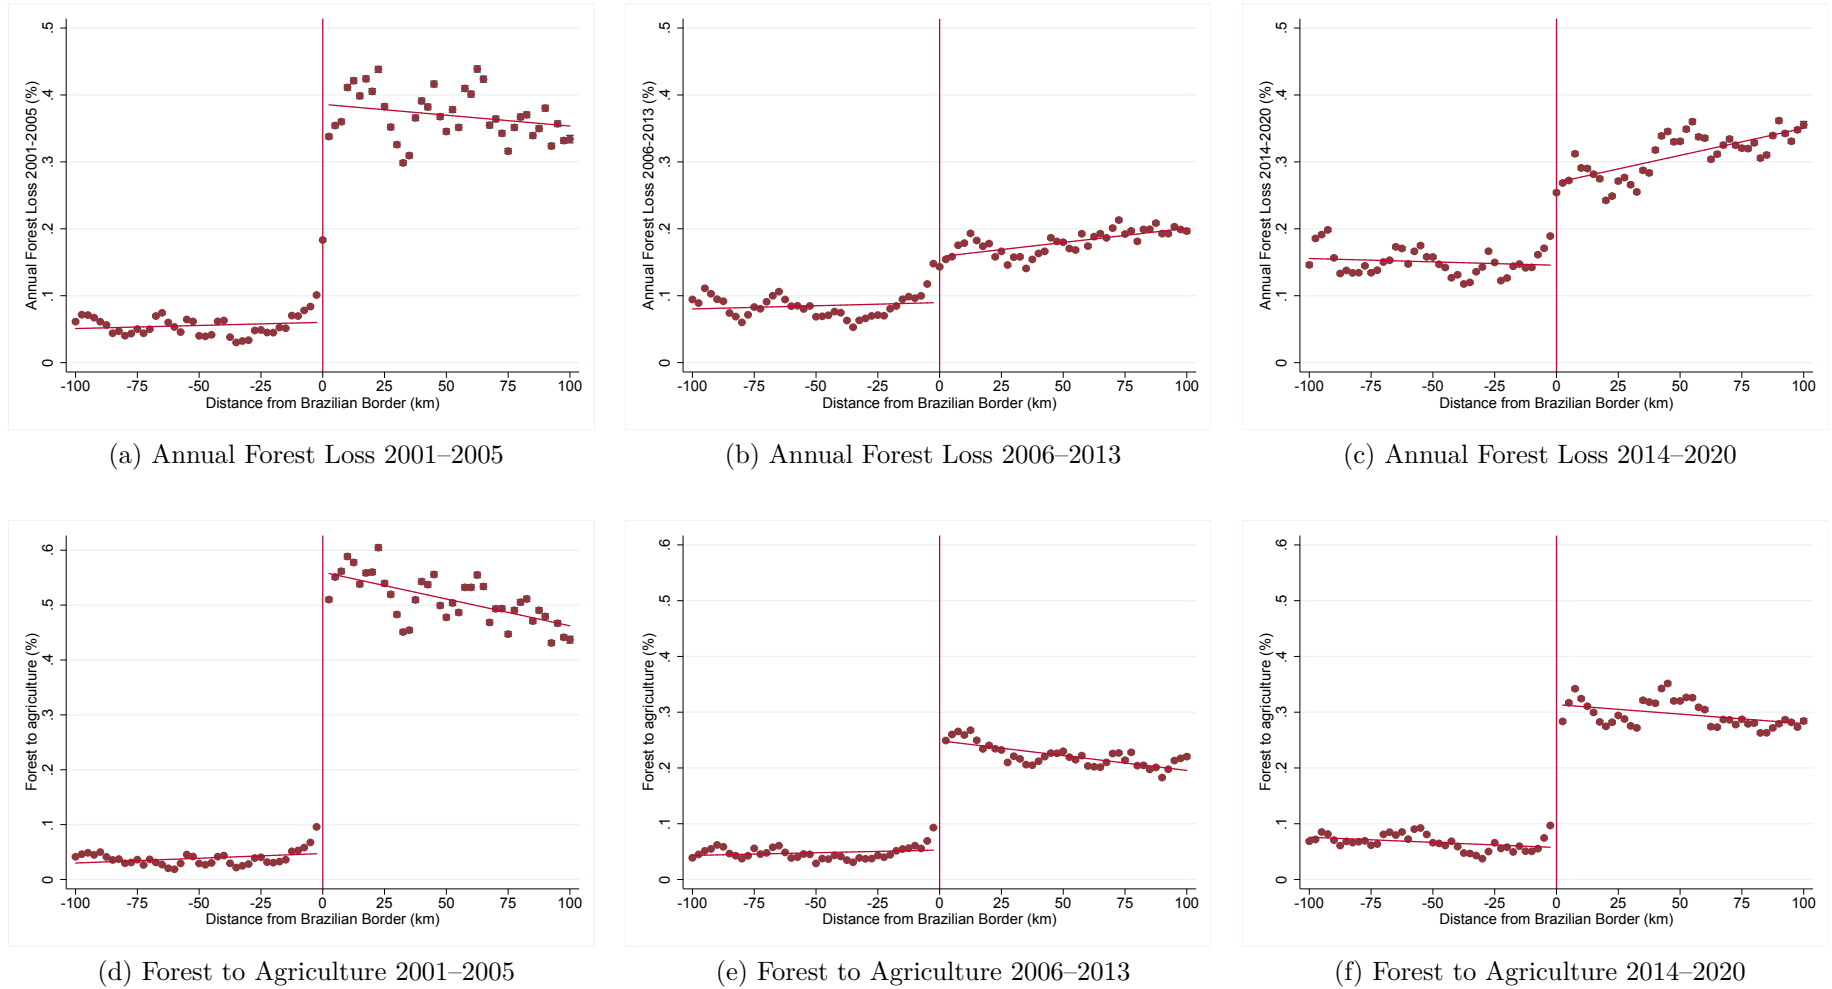 Annual Forest Loss 2001-2005 (%)
.5
.4
.3
.2
.1
0
-100 -75 -50 -25 0 25 50 75 100
Distance from Brazilian Border (km)
(a) Annual Forest Loss 2001–2005
Annual Forest Loss 2006-2013 (%)
.5
.4
.3
.2
.1
0
-100 -75 -50 -25 0 25 50 75 100
Distance from Brazilian Border (km)
(b) Annual Forest Loss 2006–2013
Annual Forest Loss 2014-2020 (%)
.5
.4
.3
.2
.1
0
-100 -75 -50 -25 0 25 50 75 100
Distance from Brazilian Border (km)
(c) Annual Forest Loss 2014–2020
Forest to agriculture (%)
.6
.5
.4
.3
.2
.1
0
-100 -75 -50 -25 0 25 50 75 100
Distance from Brazilian Border (km)
(d) Forest to Agriculture 2001–2005
Forest to agriculture (%)
.6
.5
.4
.3
.2
.1
0
-100 -75 -50 -25 0 25 50 75 100
Distance from Brazilian Border (km)
(e) Forest to Agriculture 2006–2013
Forest to agriculture (%)
.6
.5
.4
.3
.2
.1
0
-100 -75 -50 -25 0 25 50 75 100
Distance from Brazilian Border (km)
(f) Forest to Agriculture 2014–2020